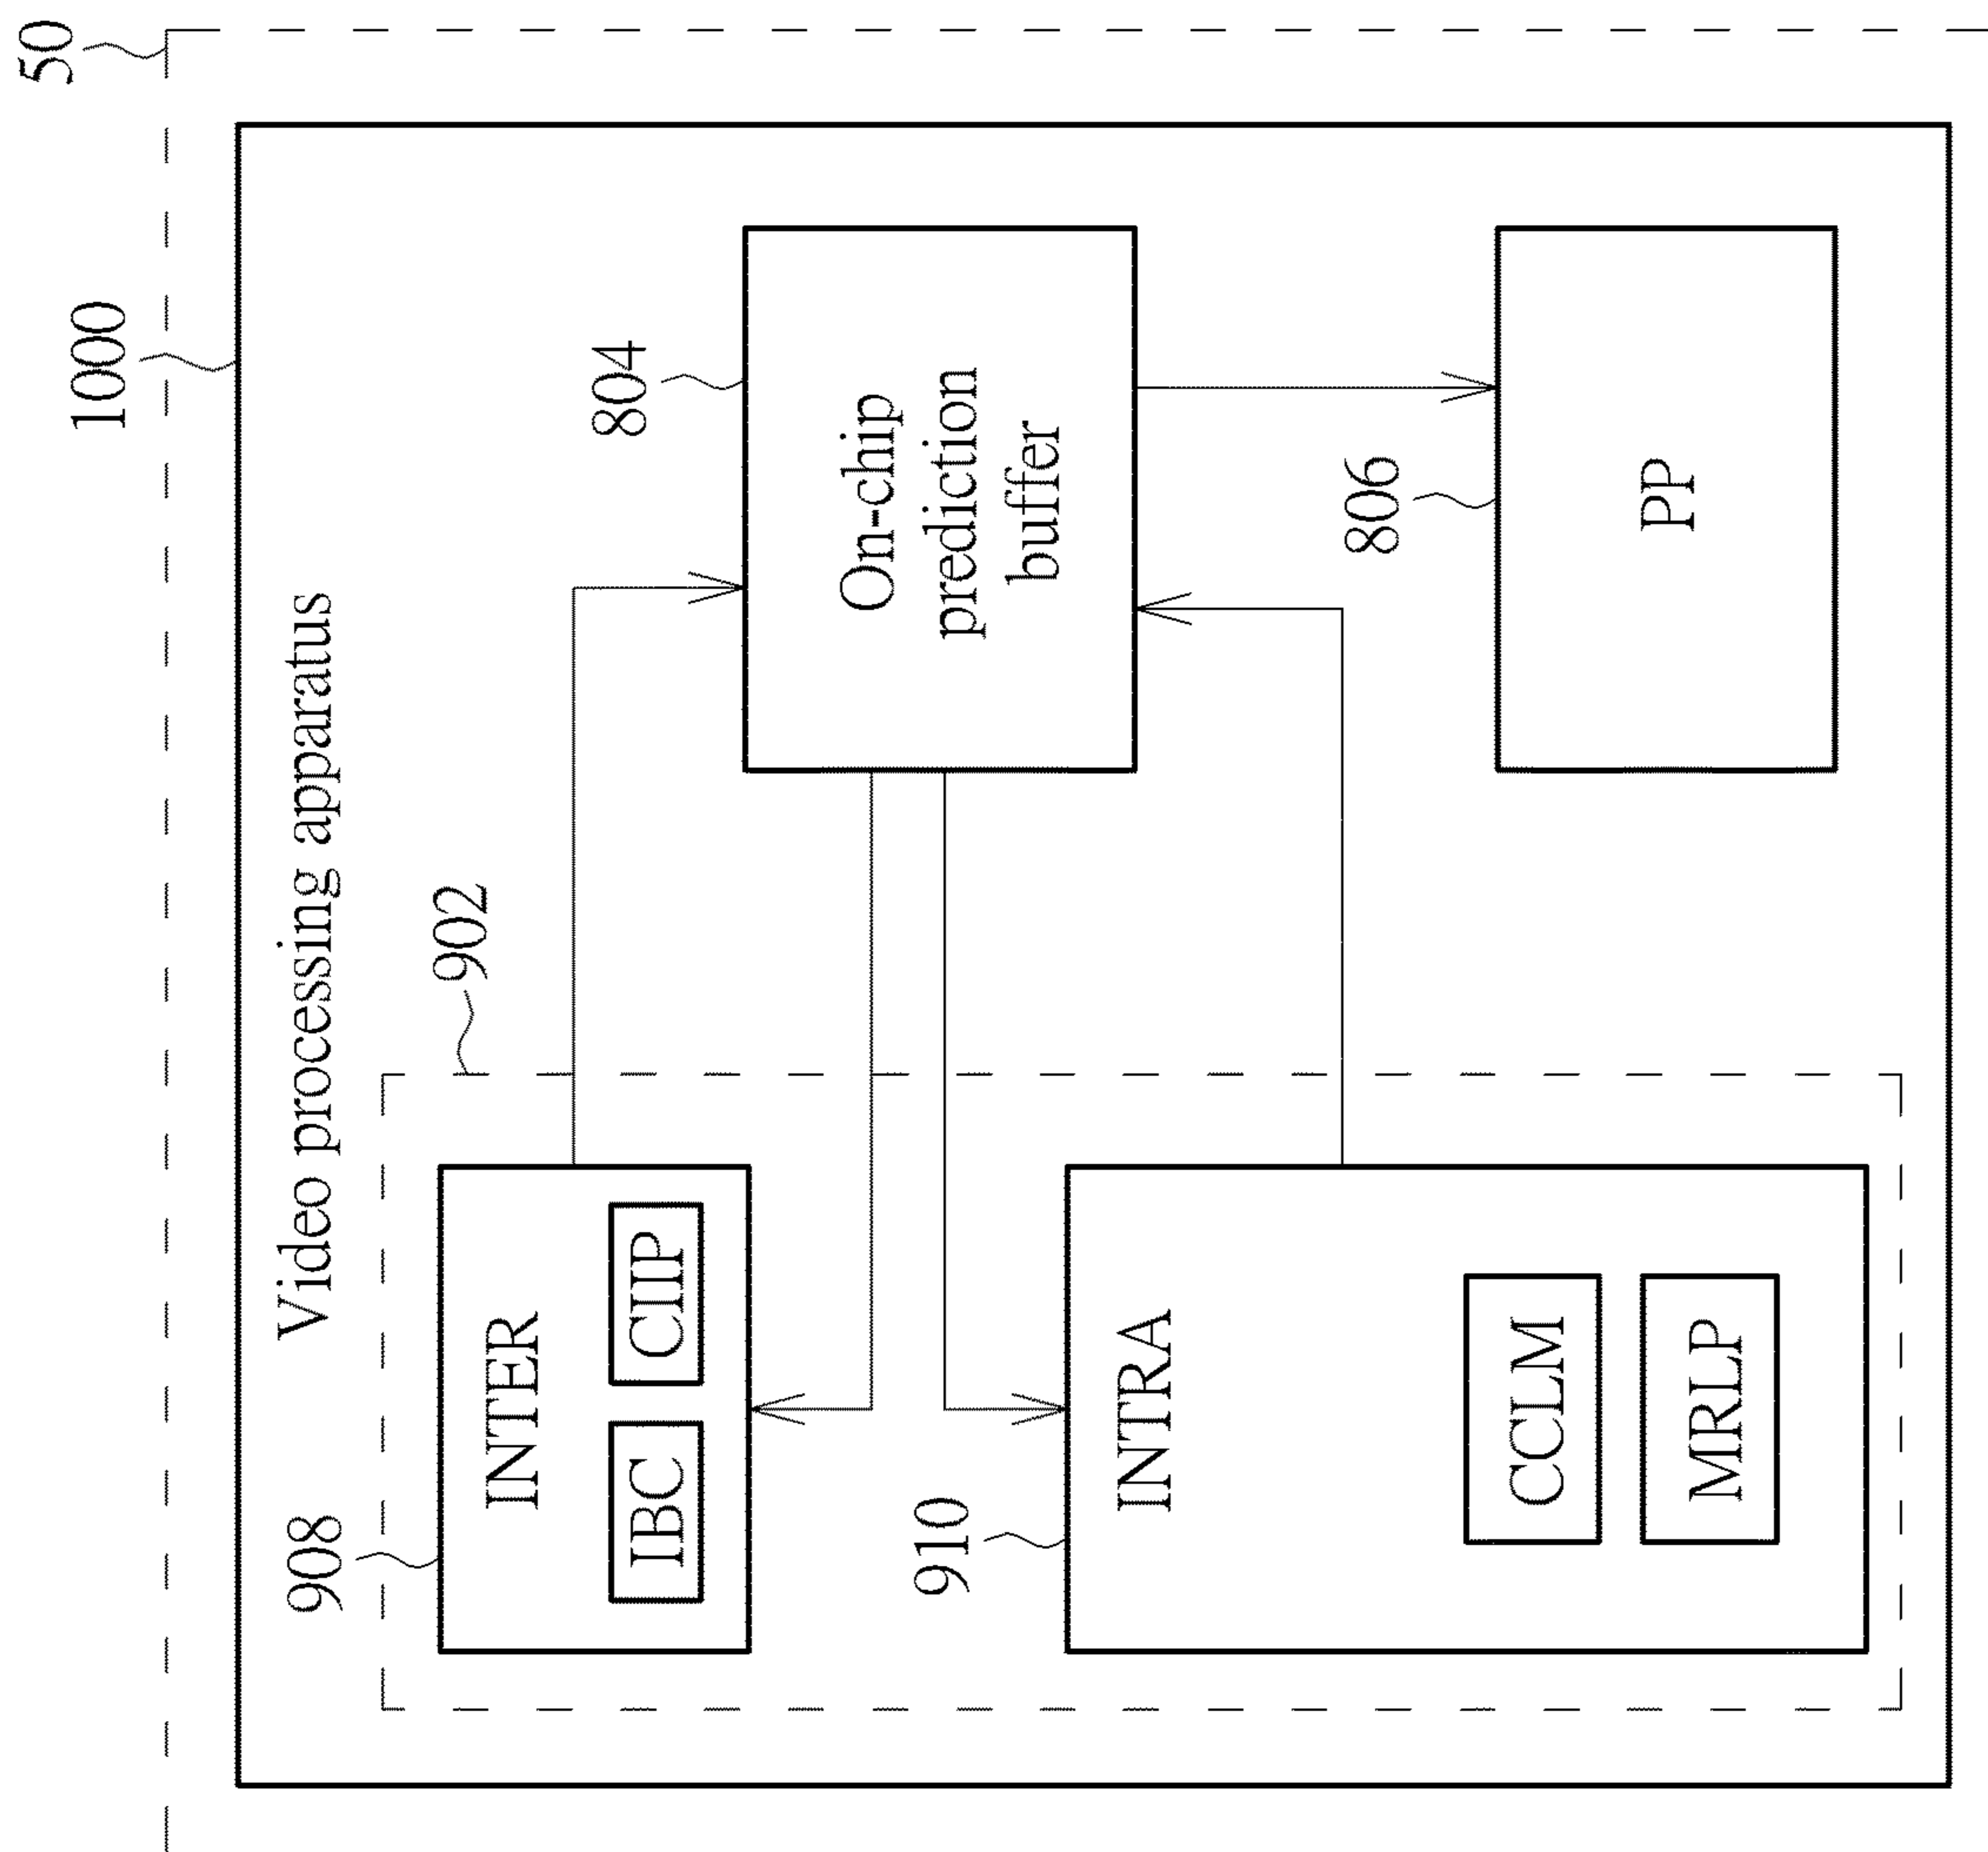 50
1000
Video processing apparatus
902
908
INTER
IBC
CIIP
804
On-chip
prediction
buffer
910
INTRA
CCLM
MRLP
806
PP